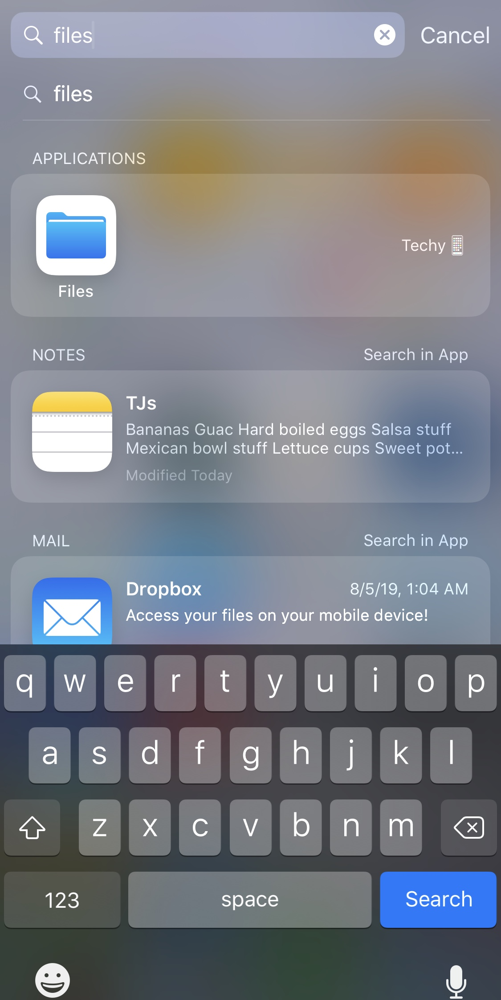 files
Cancel
files
APPLICATIONS
Techy 📱
Files
NOTES
Search in App
TJs
Bananas Guac Hard boiled eggs Salsa stuff
Mexican bowl stuff Lettuce cups Sweet pot...
Modified Today
MAIL
Search in App
Dropbox
8/5/19, 1:04 AM
Access your files on your mobile device!
q w e r t y u i o p
a s d f g h j k l
z x c v b n m
123 space Search